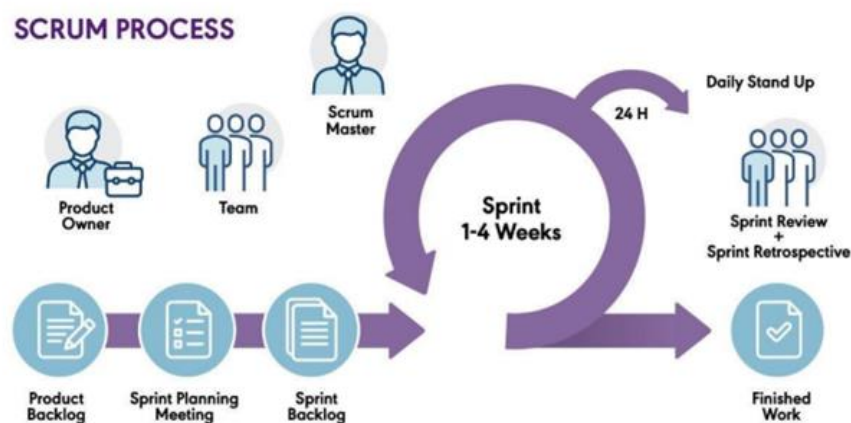 SCRUM PROCESS
Scrum
Master
Product
Owner
Team
Daily Stand Up
24 H
Sprint
1-4 Weeks
Sprint Review
+
Sprint Retrospective
Product
Backlog
Sprint Planning
Meeting
Sprint
Backlog
Finished
Work